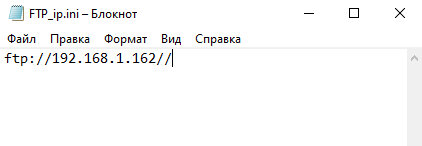 FTP_ip.ini – Блокнот
Файл Правка Формат Вид Справка
ftp://192.168.1.162//